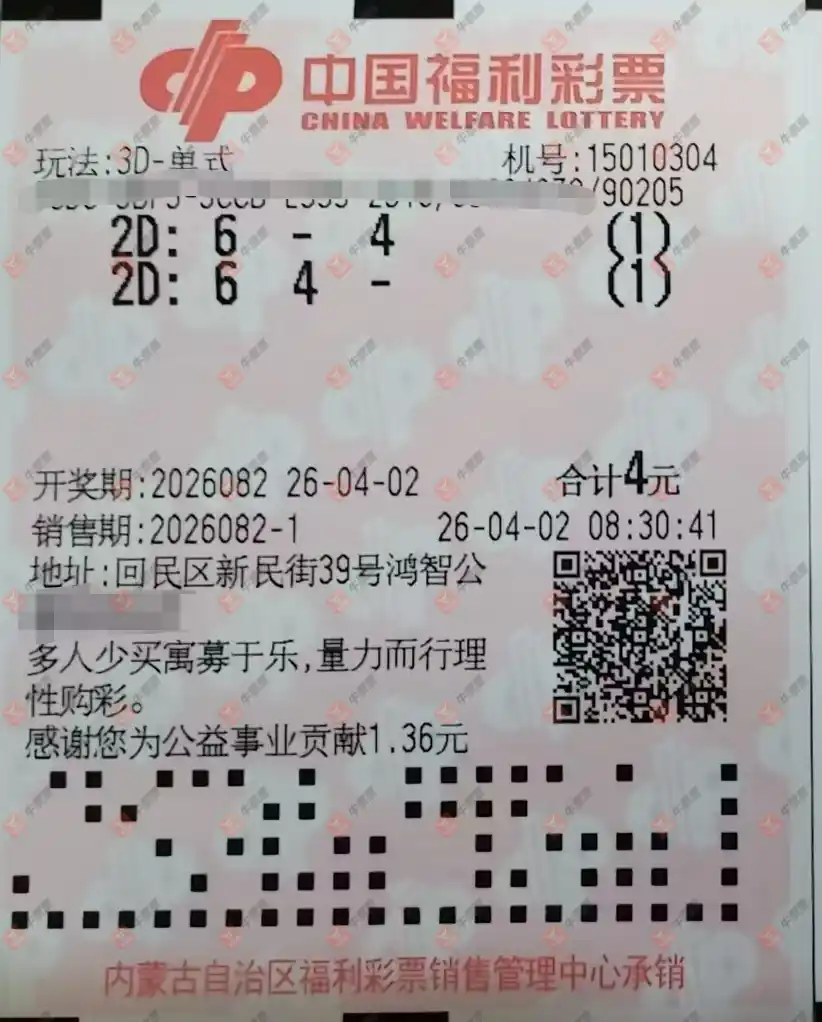 中国福利彩票
CHINA WELFARE LOTTERY
玩法:3D-单式 机号:15010304
/90205
2D: 6 - 4 (1)
2D: 6 4 - (1)
开奖期:2026082 26-04-02 合计4元
销售期:2026082-1 26-04-02 08:30:41
地址:回民区新民街39号鸿智公
多人少买寓募于乐,量力而行理
性购彩。
感谢您为公益事业贡献1.36元
内蒙古自治区福利彩票销售管理中心承销